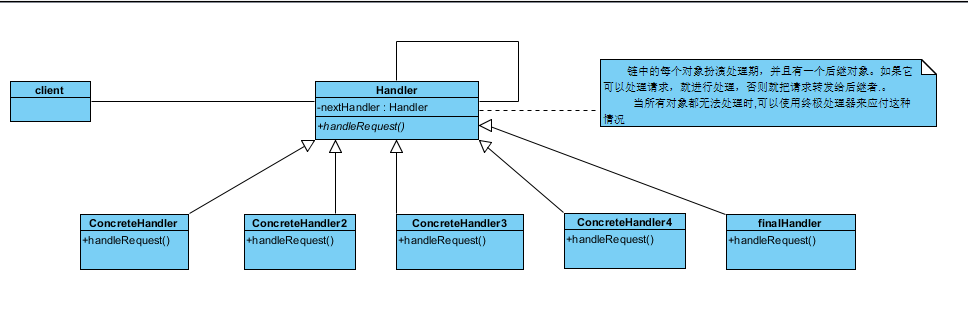 链中的每个对象扮演处理期，并且有一个后继对象。如果它
可以处理请求，就进行处理，否则就把请求转发给后继者.。
当所有对象都无法处理时,可以使用终极处理器来应付这种
情况
client
Handler
-nextHandler : Handler
+handleRequest()
ConcreteHandler
+handleRequest()
ConcreteHandler2
+handleRequest()
ConcreteHandler3
+handleRequest()
ConcreteHandler4
+handleRequest()
finalHandler
+handleRequest()